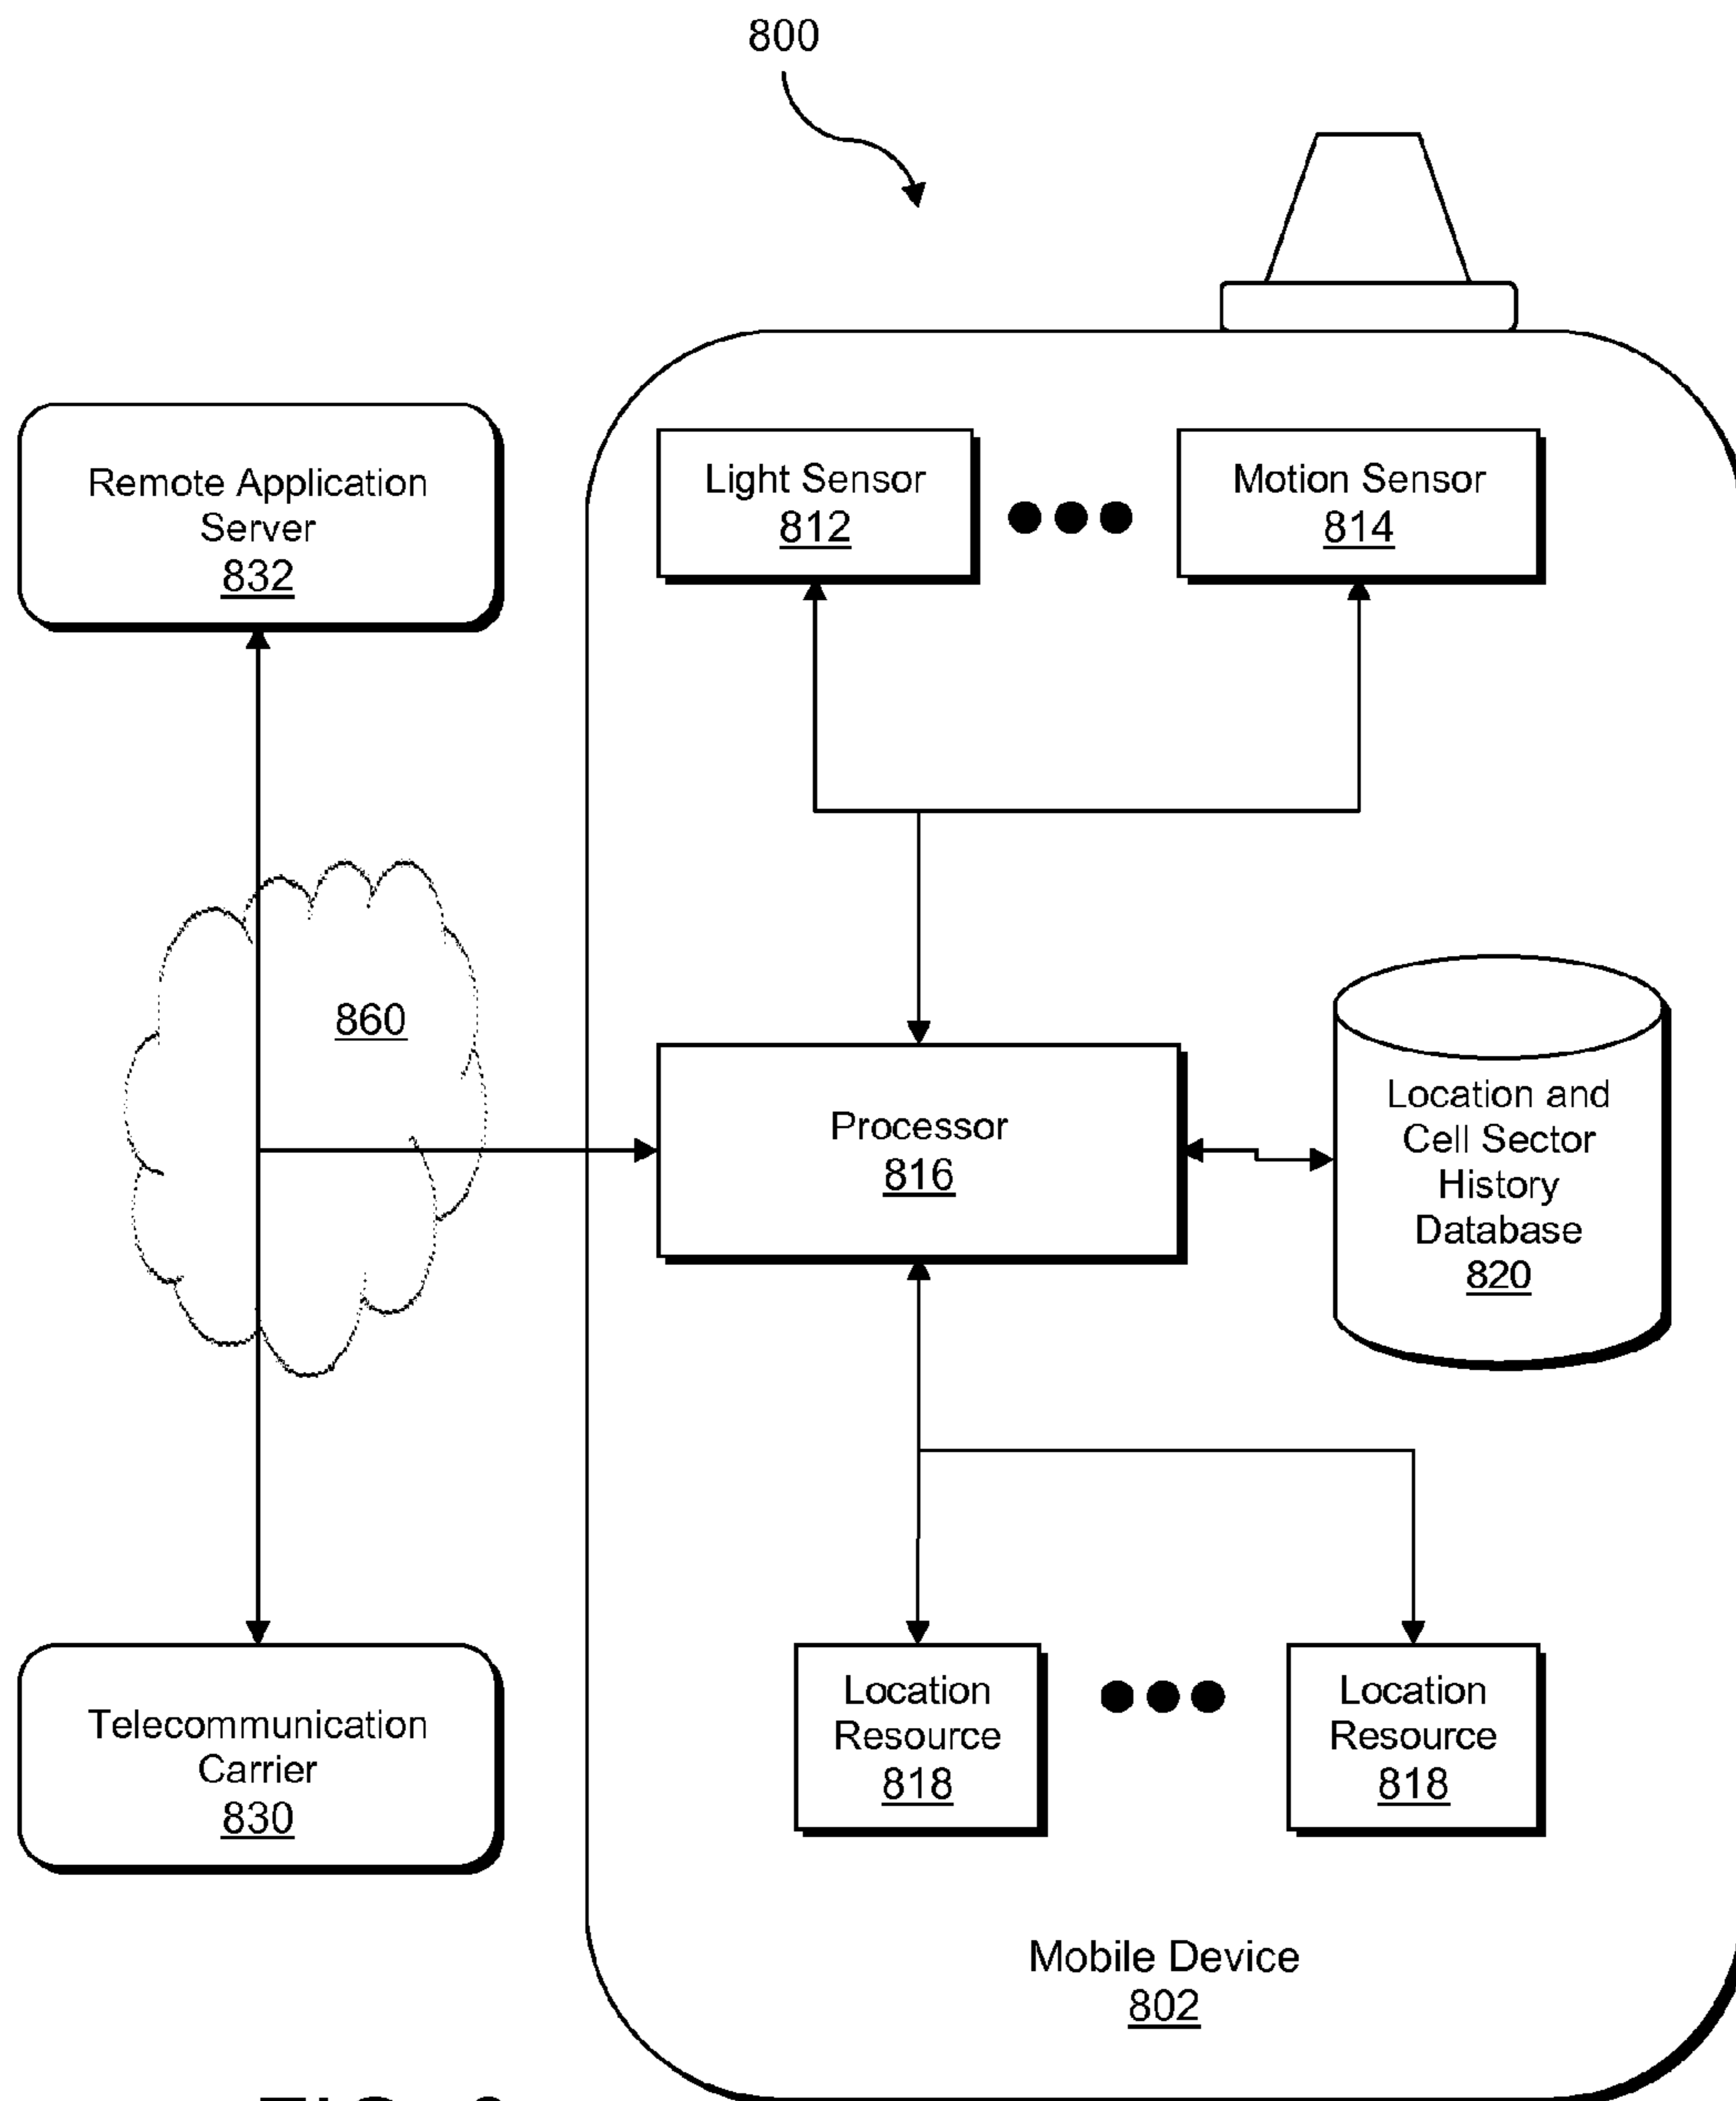 800
Remote Application
Server
832
Light Sensor
812
Motion Sensor
814
860
Processor
816
Location and
Cell Sector
History
Database
820
Telecommunication
Carrier
830
Location
Resource
818
Location
Resource
818
Mobile Device
802